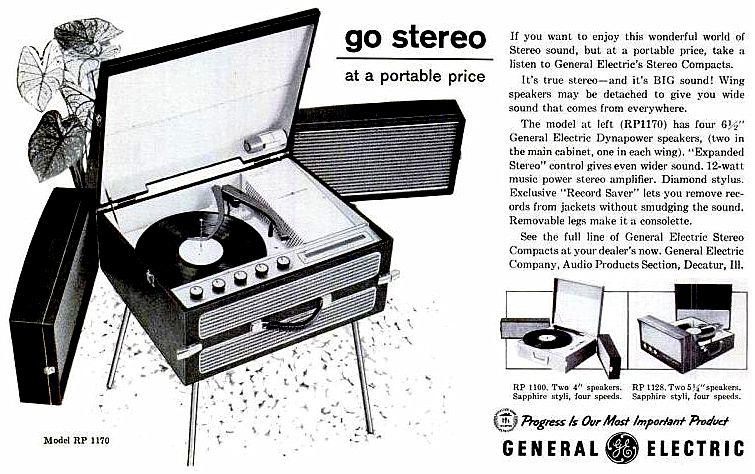 go stereo
at a portable price
If you want to enjoy this wonderful world of
Stereo sound, but at a portable price, take a
listen to General Electric's Stereo Compacts.
It's true stereo—and it's BIG sound! Wing
speakers may be detached to give you wide
sound that comes from everywhere.
The model at left (RP1170) has four 6½"
General Electric Dynapower speakers, (two in
the main cabinet, one in each wing). "Expanded
Stereo" control gives even wider sound. 12-watt
music power stereo amplifier. Diamond stylus.
Exclusive "Record Saver" lets you remove rec-
ords from jackets without smudging the sound.
Removable legs make it a consolette.
See the full line of General Electric Stereo
Compacts at your dealer's now. General Electric
Company, Audio Products Section, Decatur, Ill.
RP 1100. Two 4" speakers.
Sapphire styli, four speeds.
RP 1128. Two 5¼" speakers.
Sapphire styli, four speeds.
Model RP 1170
Progress Is Our Most Important Product
GENERAL GE ELECTRIC